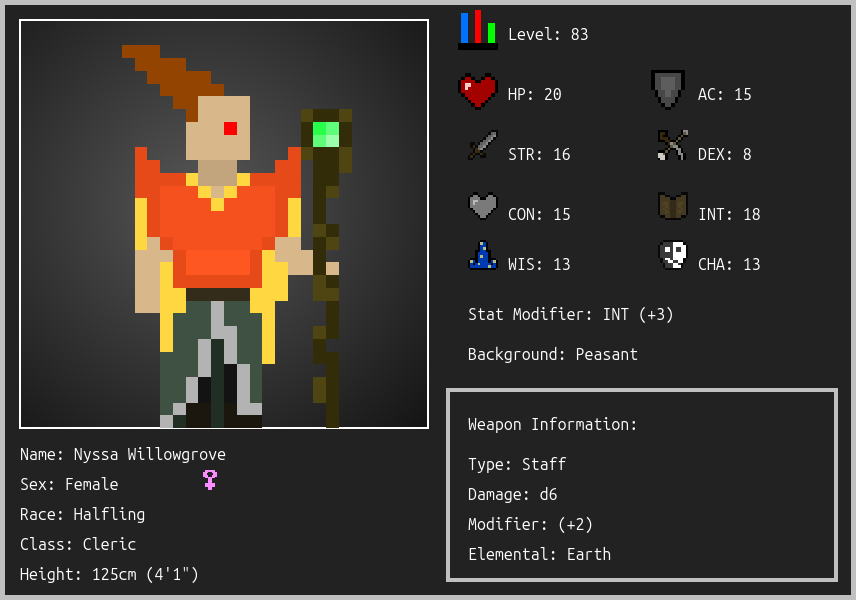 Level: 83
HP: 20
AC: 15
STR: 16
DEX: 8
CON: 15
INT: 18
WIS: 13
CHA: 13
Stat Modifier: INT (+3)
Background: Peasant
Weapon Information:
Type: Staff
Damage: d6
Modifier: (+2)
Elemental: Earth
Name: Nyssa Willowgrove
Sex: Female
Race: Halfling
Class: Cleric
Height: 125cm (4'1")